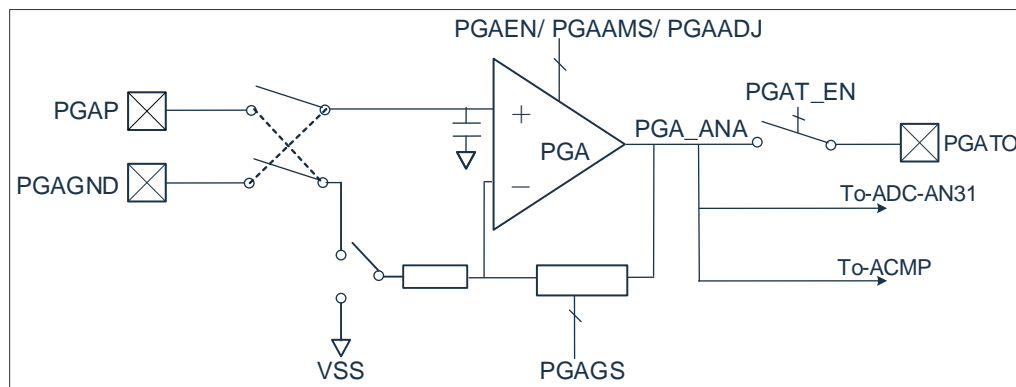 PGAEN/ PGAAMS/ PGAADJ
PGAP
PGAT_EN
+
PGA_ANA
PGA
PGATO
PGAGND
−
To-ADC-AN31
To-ACMP
VSS
PGAGS